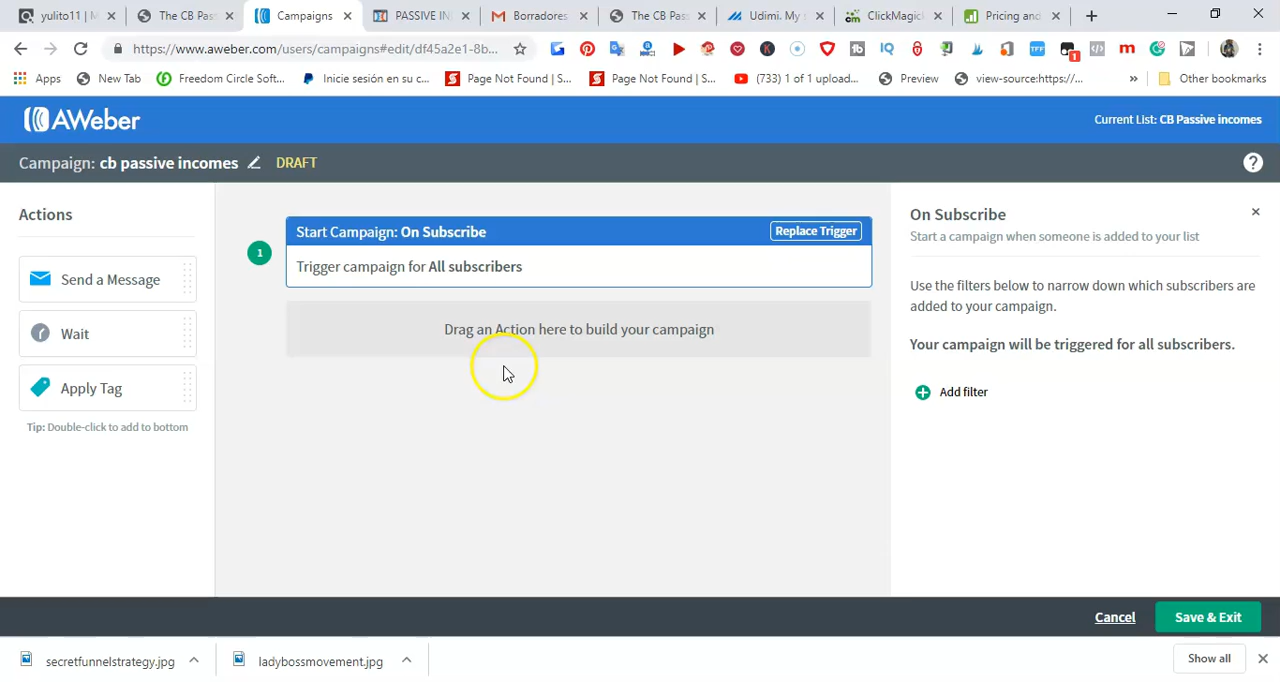 yulito11 | M
The CB Pas
Campaigns
PASSIVE IN
Borradores
The CB Pass
Udimi. My s
ClickMagic
Pricing and
https://www.aweber.com/users/campaigns#edit/df45a2e1-8b...
Apps
New Tab
Freedom Circle Soft...
Inicie sesión en su c...
Page Not Found | S...
Page Not Found | S...
(733) 1 of 1 upload...
Preview
view-source:https://...
»
Other bookmarks
AWeber
Current List: CB Passive incomes
Campaign: cb passive incomes
DRAFT
Actions
Send a Message
Wait
Apply Tag
Tip: Double-click to add to bottom
1
Start Campaign: On Subscribe
Replace Trigger
Trigger campaign for All subscribers
Drag an Action here to build your campaign
On Subscribe
Start a campaign when someone is added to your list
Use the filters below to narrow down which subscribers are
added to your campaign.
Your campaign will be triggered for all subscribers.
Add filter
Cancel
Save & Exit
secretfunnelstrategy.jpg
ladybossmovement.jpg
Show all